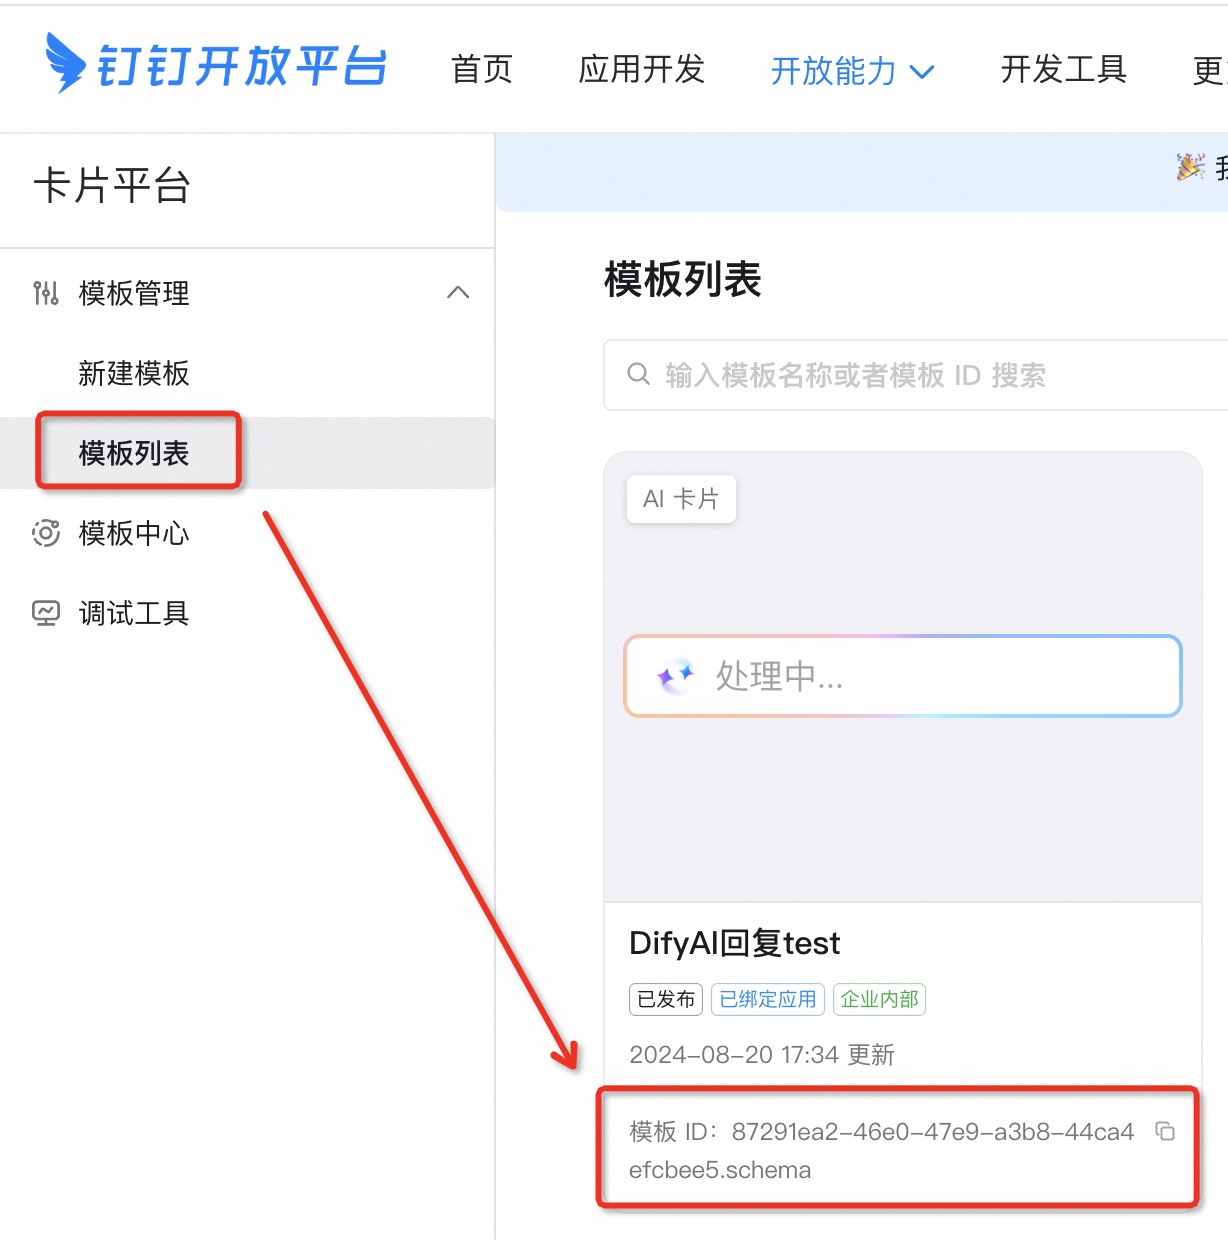 钉钉开放平台
首页
应用开发
开放能力
开发工具
更
卡片平台
模板管理
新建模板
模板列表
模板中心
调试工具
模板列表
输入模板名称或者模板 ID 搜索
AI 卡片
处理中...
DifyAI回复test
已发布 已绑定应用 企业内部
2024-08-20 17:34 更新
模板 ID：87291ea2-46e0-47e9-a3b8-44ca4
efcbee5.schema